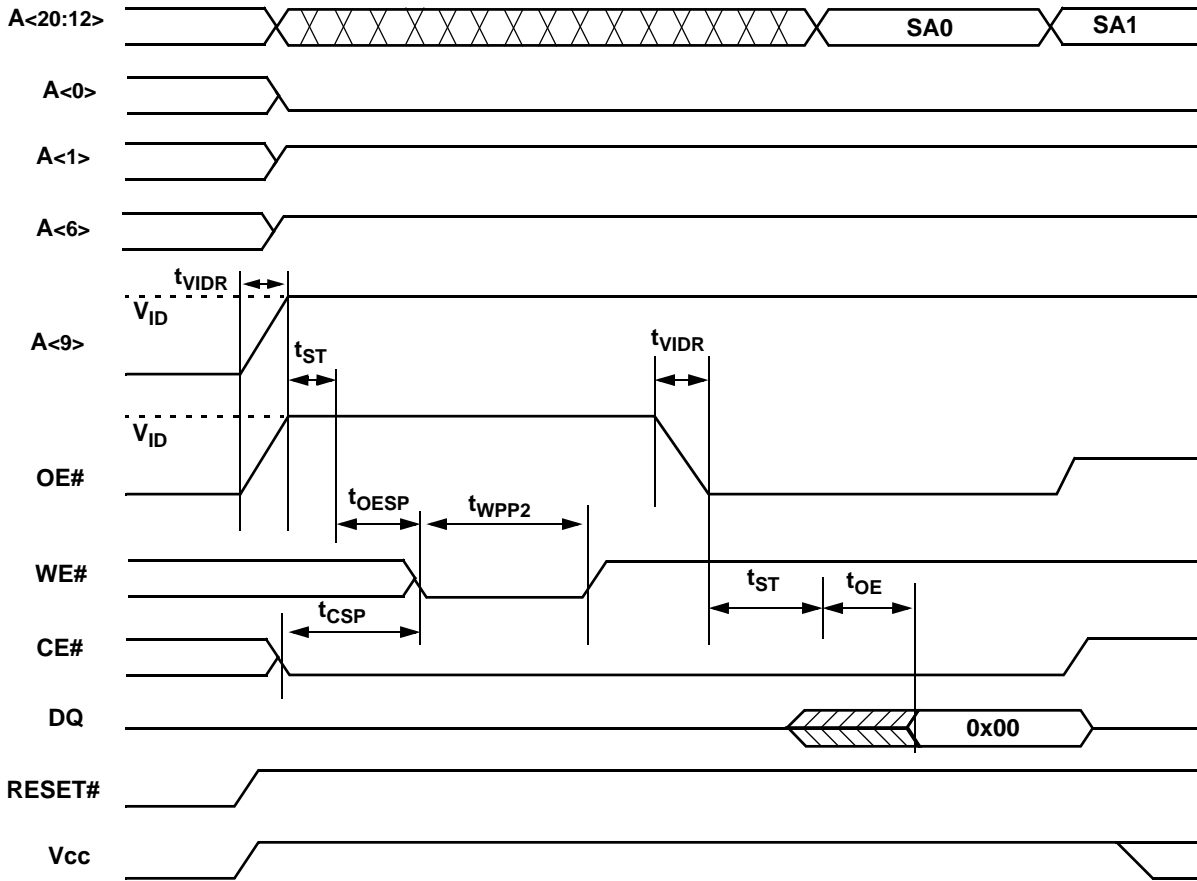 A<20:12>
SA0
SA1
A<0>
A<1>
A<6>
tVIDR
VID
A<9>
tST
tVIDR
VID
OE#
tOESP
tWPP2
WE#
tST
tOE
tCSP
CE#
DQ
0x00
RESET#
Vcc